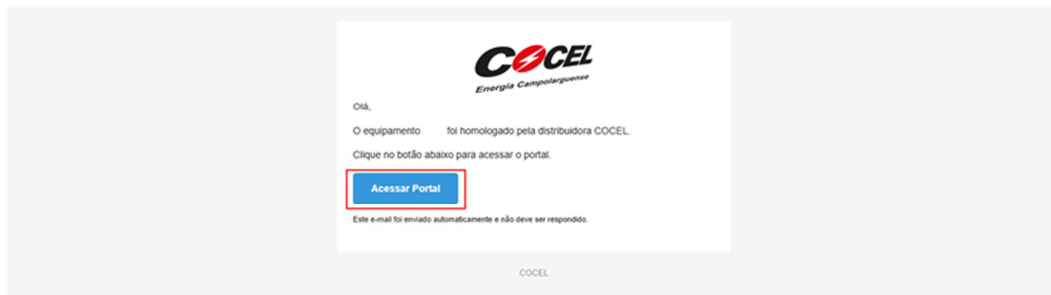 COCEL
Energia Campolarguense
Olá,
O equipamento foi homologado pela distribuidora COCEL.
Clique no botão abaixo para acessar o portal.
Acessar Portal
Este e-mail foi enviado automaticamente e não deve ser respondido.
COCEL